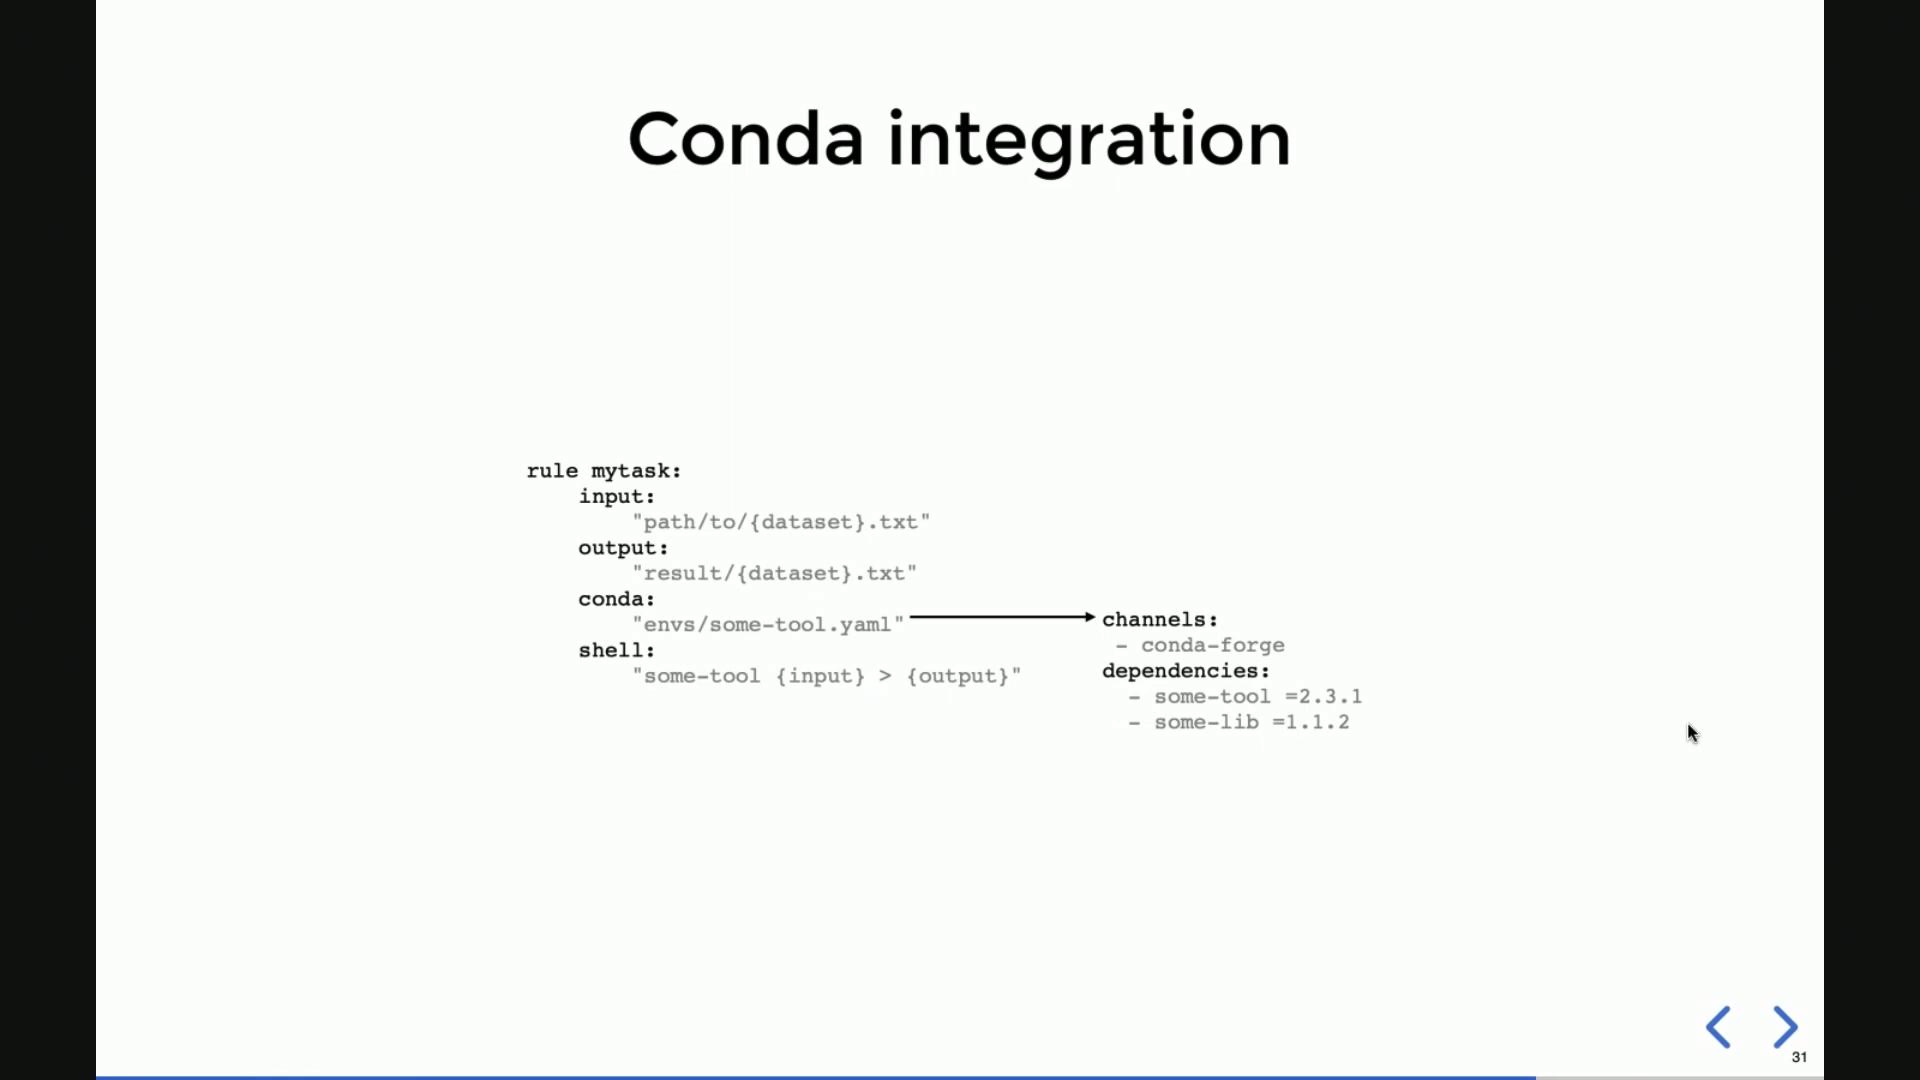 Conda integration
rule mytask:
input:
"path/to/{dataset}.txt"
output:
"result/{dataset}.txt"
conda:
"envs/some-tool.yaml"
shell:
"some-tool {input} > {output}"
channels:
- conda-forge
dependencies:
- some-tool =2.3.1
- some-lib =1.1.2
31